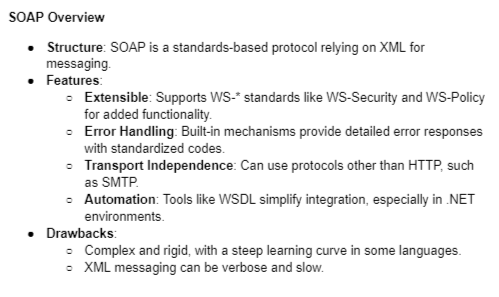 SOAP Overview
● Structure: SOAP is a standards-based protocol relying on XML for
messaging.
● Features:
○ Extensible: Supports WS-* standards like WS-Security and WS-Policy
for added functionality.
○ Error Handling: Built-in mechanisms provide detailed error responses
with standardized codes.
○ Transport Independence: Can use protocols other than HTTP, such
as SMTP.
○ Automation: Tools like WSDL simplify integration, especially in .NET
environments.
● Drawbacks:
○ Complex and rigid, with a steep learning curve in some languages.
○ XML messaging can be verbose and slow.